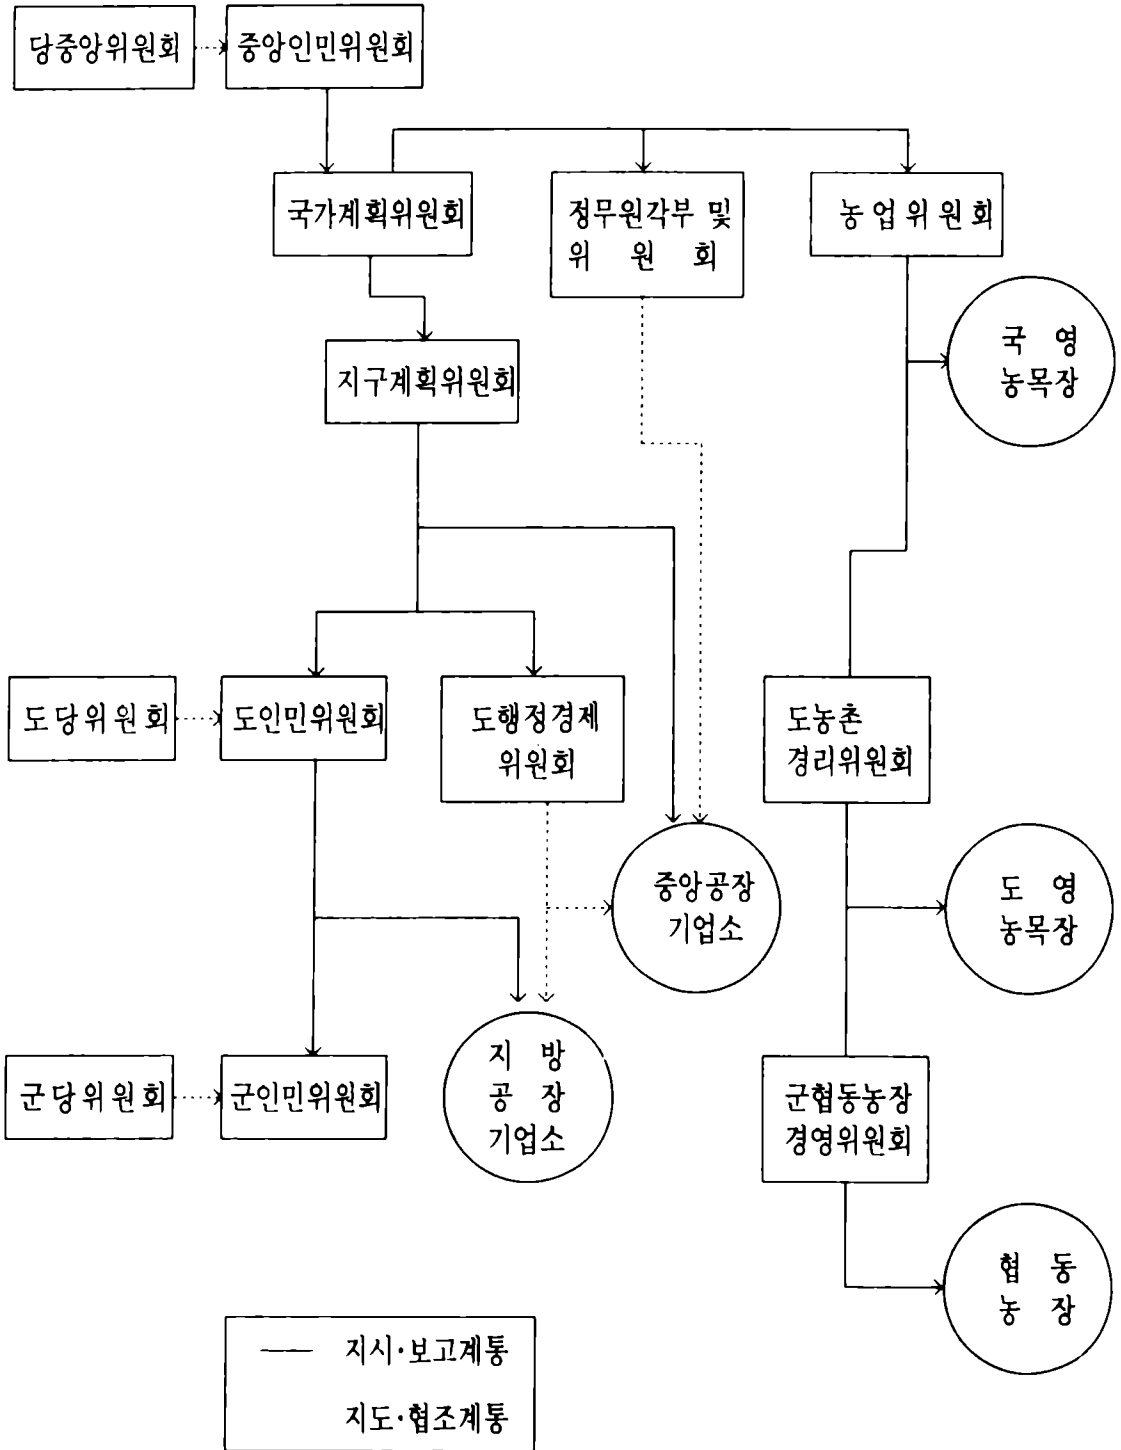 당중앙위원회
중앙인민위원회
국가계획위원회
정무원각부 및
위 원 회
농업위원회
국 영
농목장
지구계획위원회
도당위원회
도인민위원회
도행정경제
위원회
도농촌
경리위원회
중앙공장
기업소
도 영
농목장
군당위원회
군인민위원회
지 방
공 장
기업소
군협동농장
경영위원회
협 동
농 장
지시·보고계통
지도·협조계통